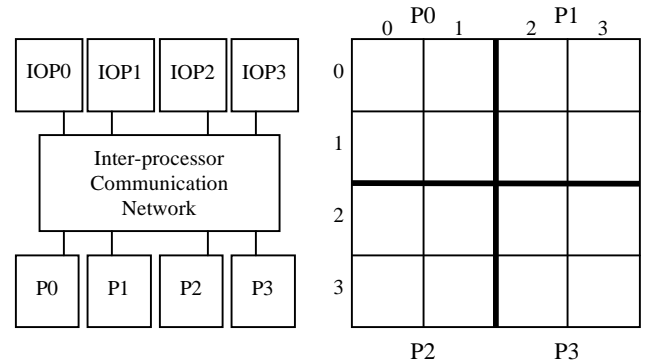 P0 P1
0 1 2 3
IOP0 IOP1 IOP2 IOP3
0
1
Inter-processor
Communication
Network
2
3
P0 P1 P2 P3
P2 P3